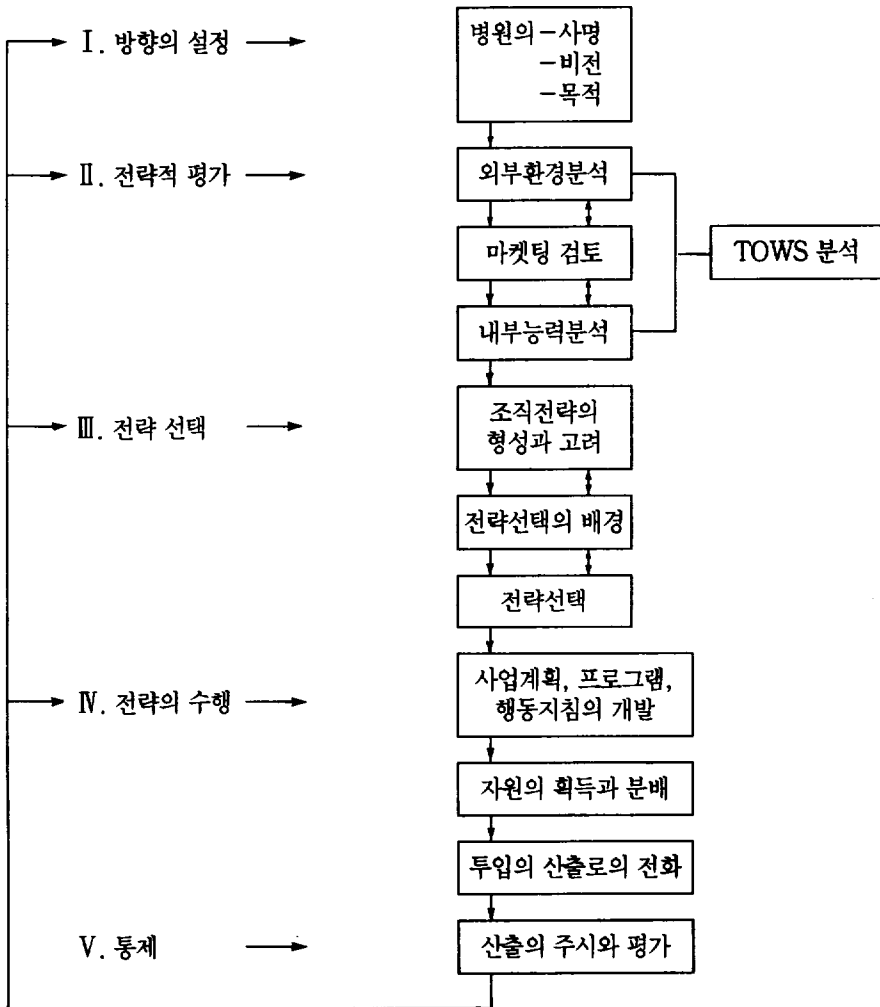 Ⅰ. 방향의 설정
병원의 -사명
-비전
-목적
Ⅱ. 전략적 평가
외부환경분석
마켓팅 검토
TOWS 분석
내부능력분석
Ⅲ. 전략 선택
조직전략의
형성과 고려
전략선택의 배경
전략선택
Ⅳ. 전략의 수행
사업계획, 프로그램,
행동지침의 개발
자원의 획득과 분배
투입의 산출로의 전화
Ⅴ. 통제
산출의 주시와 평가